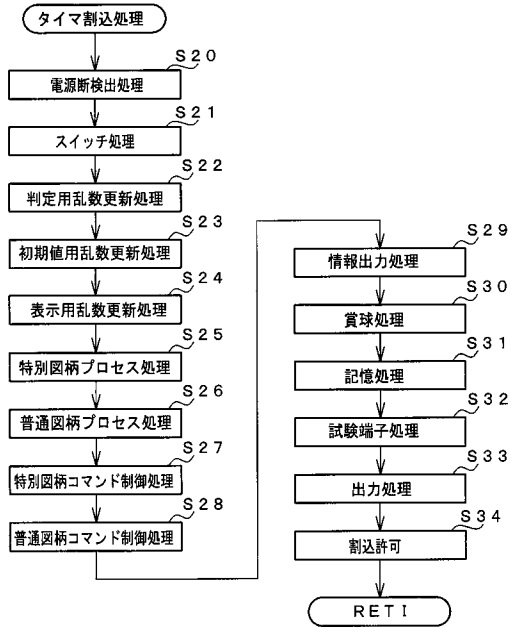 タイマ割込処理
S20
電源断検出処理
S21
スイッチ処理
S22
判定用乱数更新処理
S23
初期値用乱数更新処理
S24
表示用乱数更新処理
S25
特別図柄プロセス処理
S26
普通図柄プロセス処理
S27
特別図柄コマンド制御処理
S28
普通図柄コマンド制御処理
S29
情報出力処理
S30
賞球処理
S31
記憶処理
S32
試験端子処理
S33
出力処理
S34
割込許可
RETI